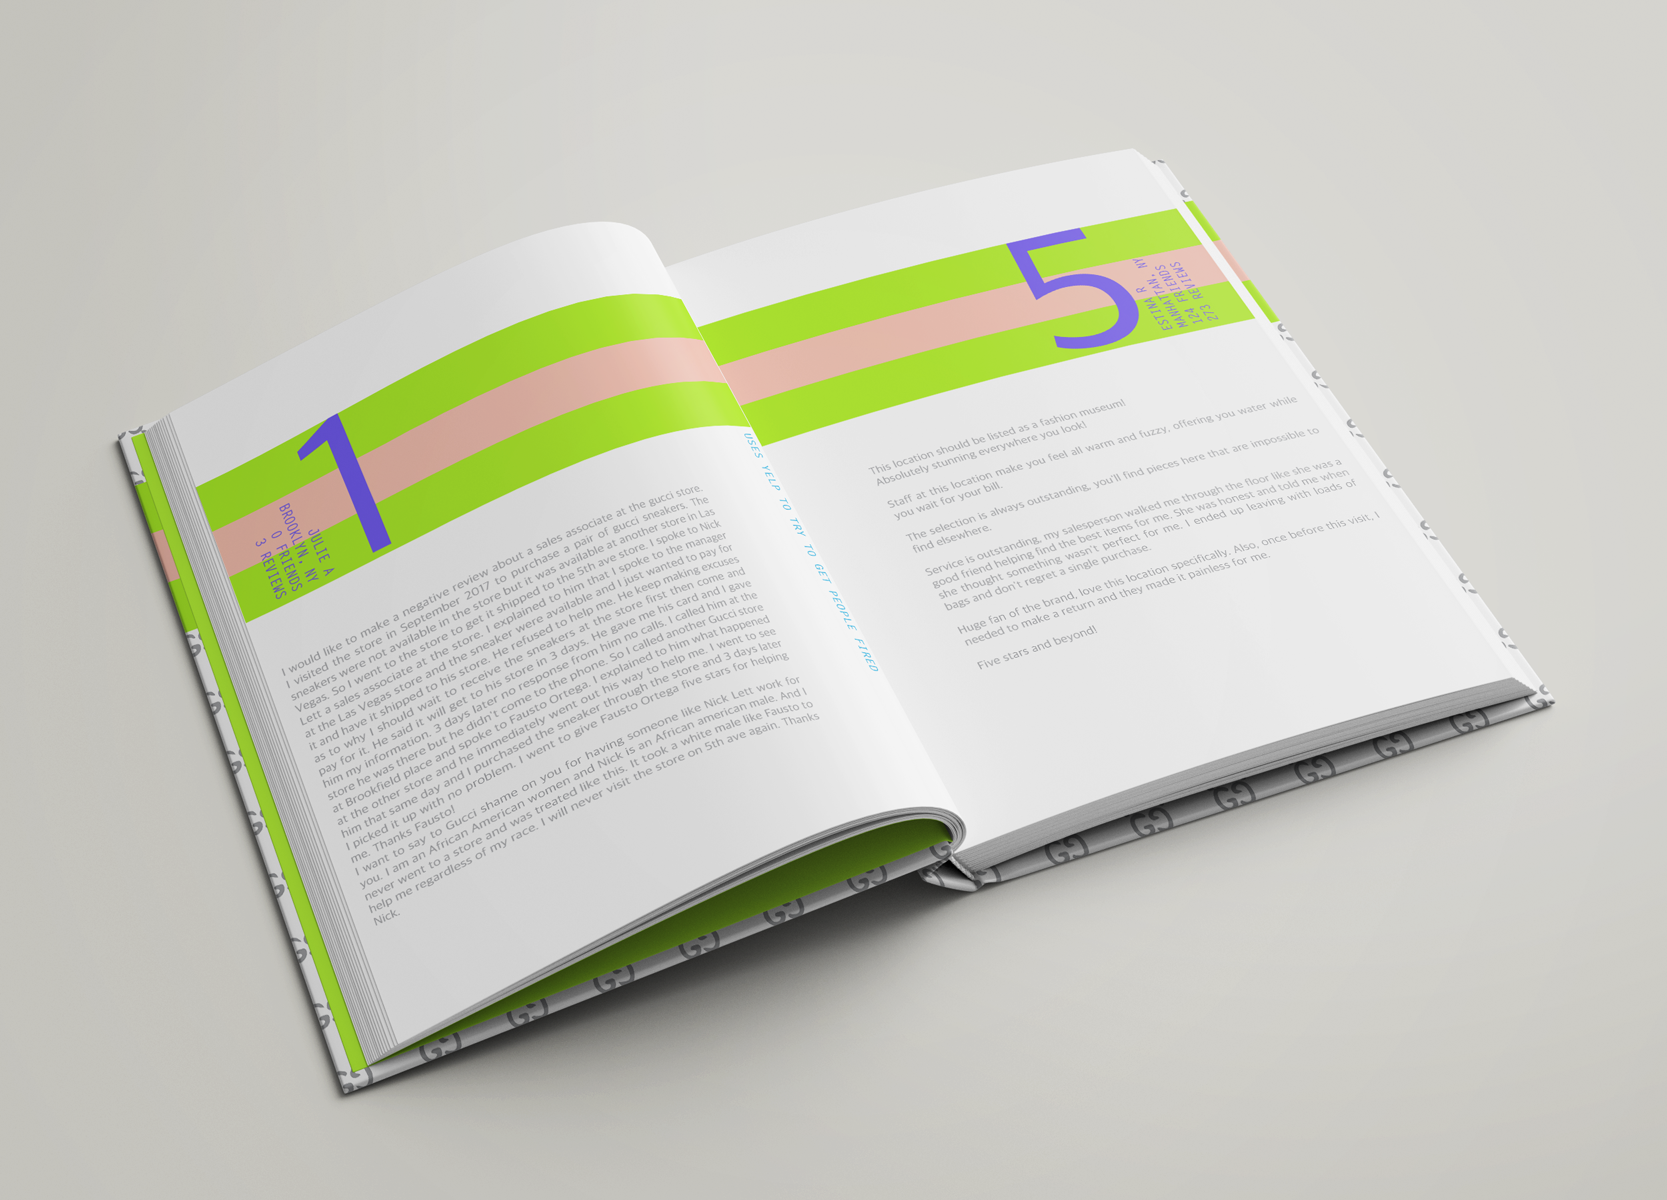 1
JULIE A
BROOKLYN, NY
0 FRIENDS
3 REVIEWS
I would like to make a negative review about a sales associate at the gucci store.
I visited the store in September 2017 to purchase a pair of gucci sneakers. The
sneakers were not available in the store but it was available at another store in Las
Vegas. So I went to the store to get it shipped to the 5th ave store. I spoke to Nick
Lett a sales associate at the store. I explained to him that I spoke to the manager
at the Las Vegas store and the sneaker were available and I just wanted to pay for
it and have it shipped to his store. He refused to help me. He keep making excuses
as to why I should wait to receive the sneakers at the store first then come and
pay for it. He said it will get to his store in 3 days. He gave me his card and I gave
him my information. 3 days later no response from him no calls. I called him at the
store he was there but he didn't come to the phone. So I called another Gucci store
at Brookfield place and spoke to Fausto Ortega. I explained to him what happened
at the other store and he immediately went out his way to help me. I went to see
him that same day and I purchased the sneaker through the store and 3 days later
I picked it up with no problem. I went to give Fausto Ortega five stars for helping
me. Thanks Fausto!
I want to say to Gucci shame on you for having someone like Nick Lett work for
you. I am an African American women and Nick is an African american male. And I
never went to a store and was treated like this. It took a white male like Fausto to
help me regardless of my race. I will never visit the store on 5th ave again. Thanks
Nick.
USES YELP TO TRY TO GET PEOPLE FIRED
5
ESTINA R
MANHATTAN, NY
124 FRIENDS
273 REVIEWS
This location should be listed as a fashion museum!
Absolutely stunning everywhere you look!
Staff at this location make you feel all warm and fuzzy, offering you water while
you wait for your bill.
The selection is always outstanding, you'll find pieces here that are impossible to
find elsewhere.
Service is outstanding, my salesperson walked me through the floor like she was a
good friend helping find the best items for me. She was honest and told me when
she thought something wasn't perfect for me. I ended up leaving with loads of
bags and don't regret a single purchase.
Huge fan of the brand, love this location specifically. Also, once before this visit, I
needed to make a return and they made it painless for me.
Five stars and beyond!